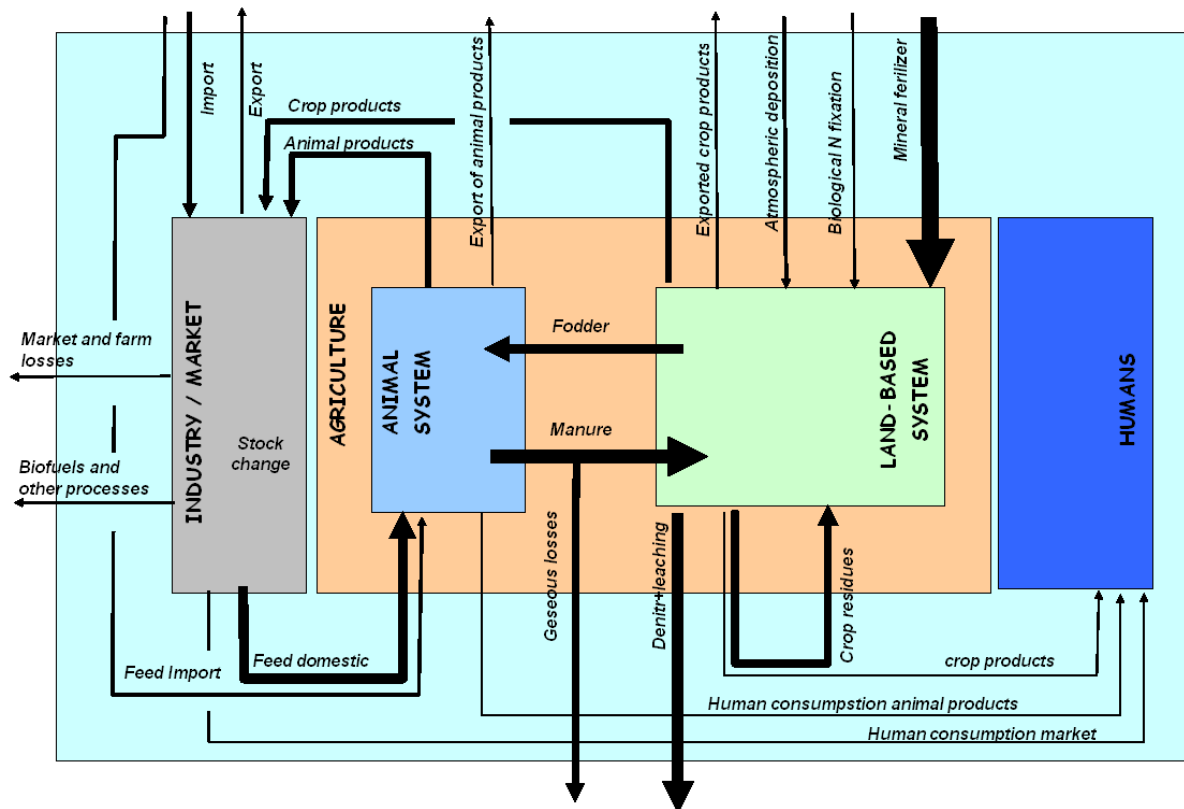 Import
Export
Crop products
Animal products
Export of animal products
Exported crop products
Atmospheric deposition
Biological N fixation
Mineral ferilizer
Market and farm
losses
Biofuels and
other processes
INDUSTRY / MARKET
Stock
change
AGRICULTURE
ANIMAL
SYSTEM
Fodder
Manure
LAND-BASED
SYSTEM
HUMANS
Feed Import
Feed domestic
Geseous losses
Denitr+leaching
Crop residues
crop products
Human consumpstion animal products
Human consumption market